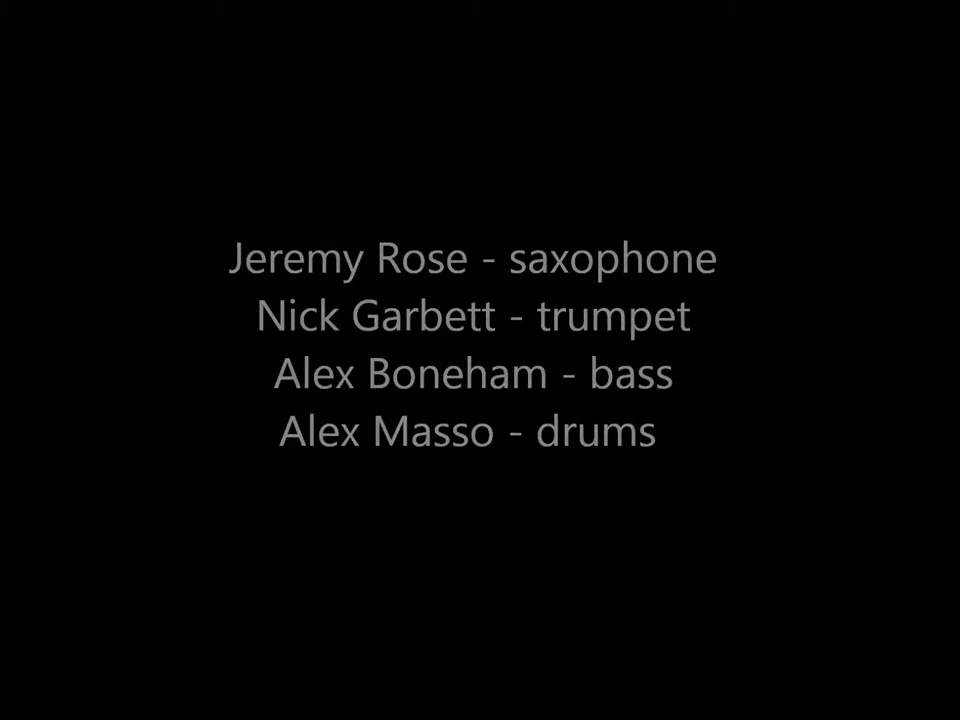 Jeremy Rose - saxophone
Nick Garbett - trumpet
Alex Boneham - bass
Alex Masso - drums